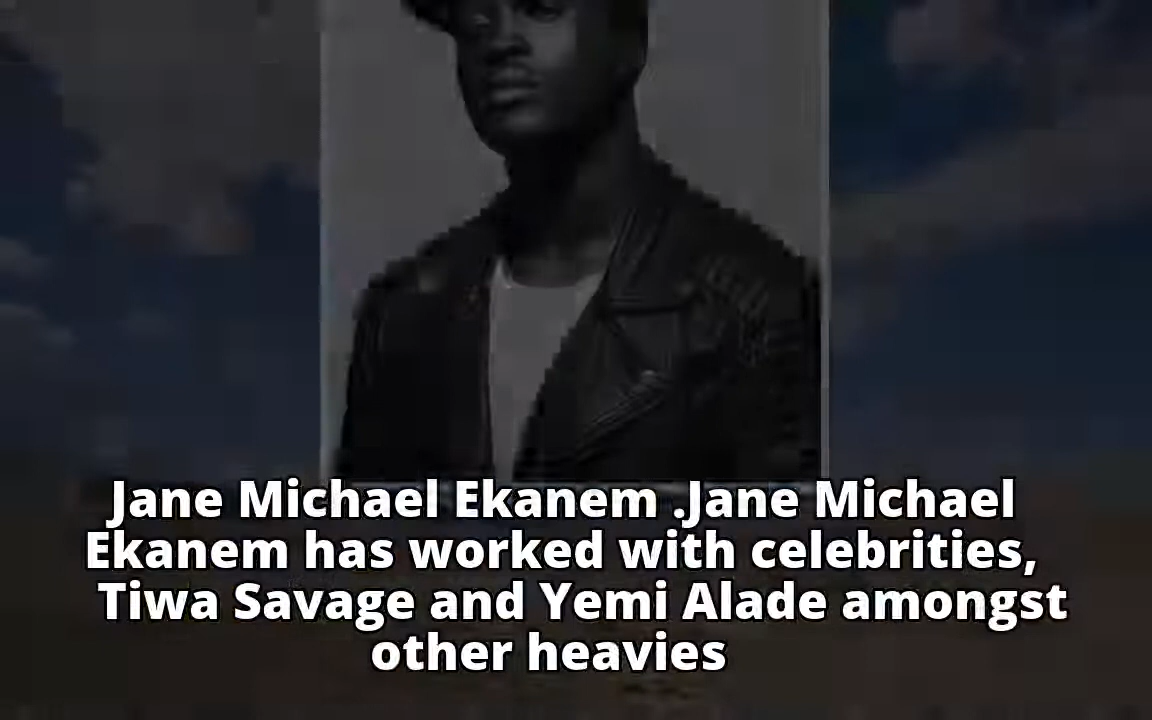 Jane Michael Ekanem .Jane Michael
Ekanem has worked with celebrities,
Tiwa Savage and Yemi Alade amongst
other heavies